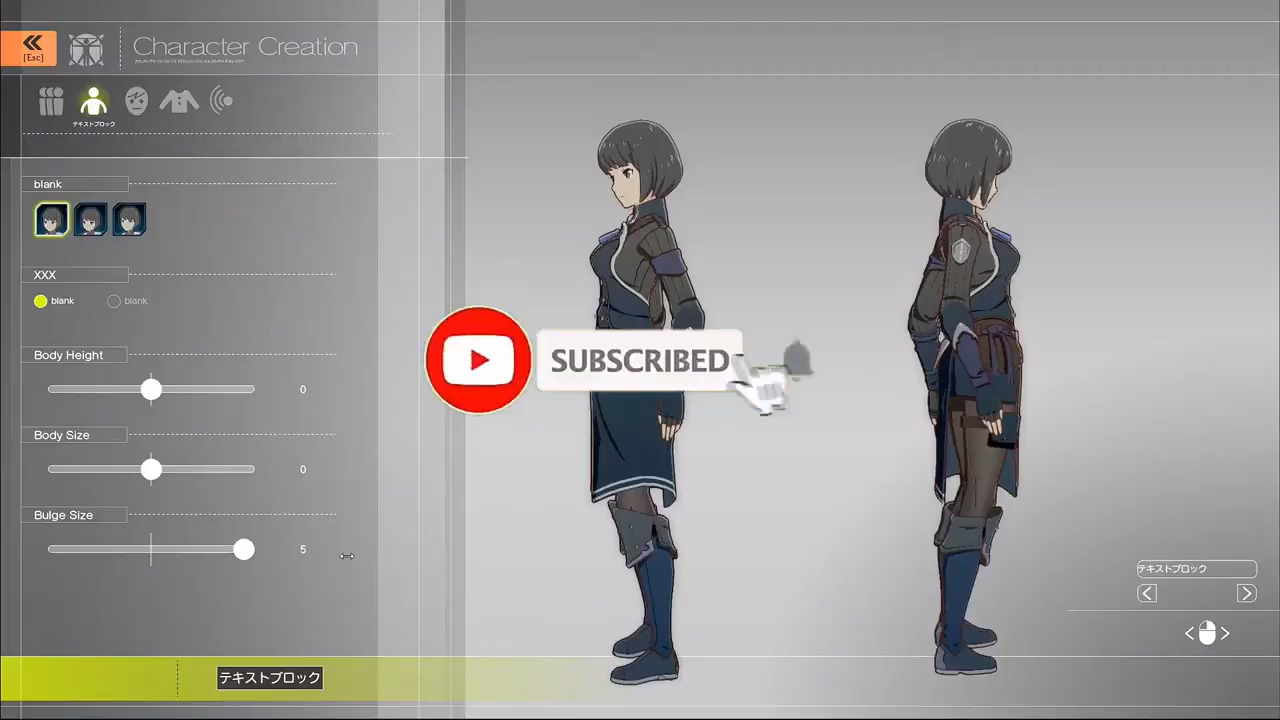 [Esc]
Character Creation
テキストブロック
blank
XXX
blank
blank
Body Height
0
Body Size
0
SUBSCRIBED
Bulge Size
5
テキストブロック
テキストブロック